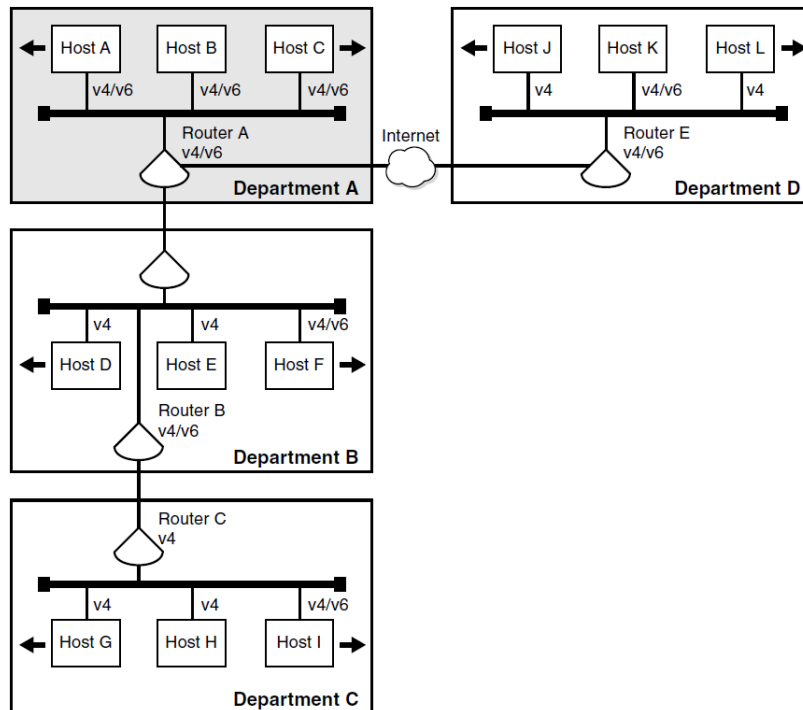 Host A
Host B
Host C
v4/v6
v4/v6
v4/v6
Router A
v4/v6
Department A
Internet
Host J
Host K
Host L
v4
v4/v6
v4
Router E
v4/v6
Department D
v4
v4
v4/v6
Host D
Host E
Host F
Router B
v4/v6
Department B
Router C
v4
v4
v4
v4/v6
Host G
Host H
Host I
Department C